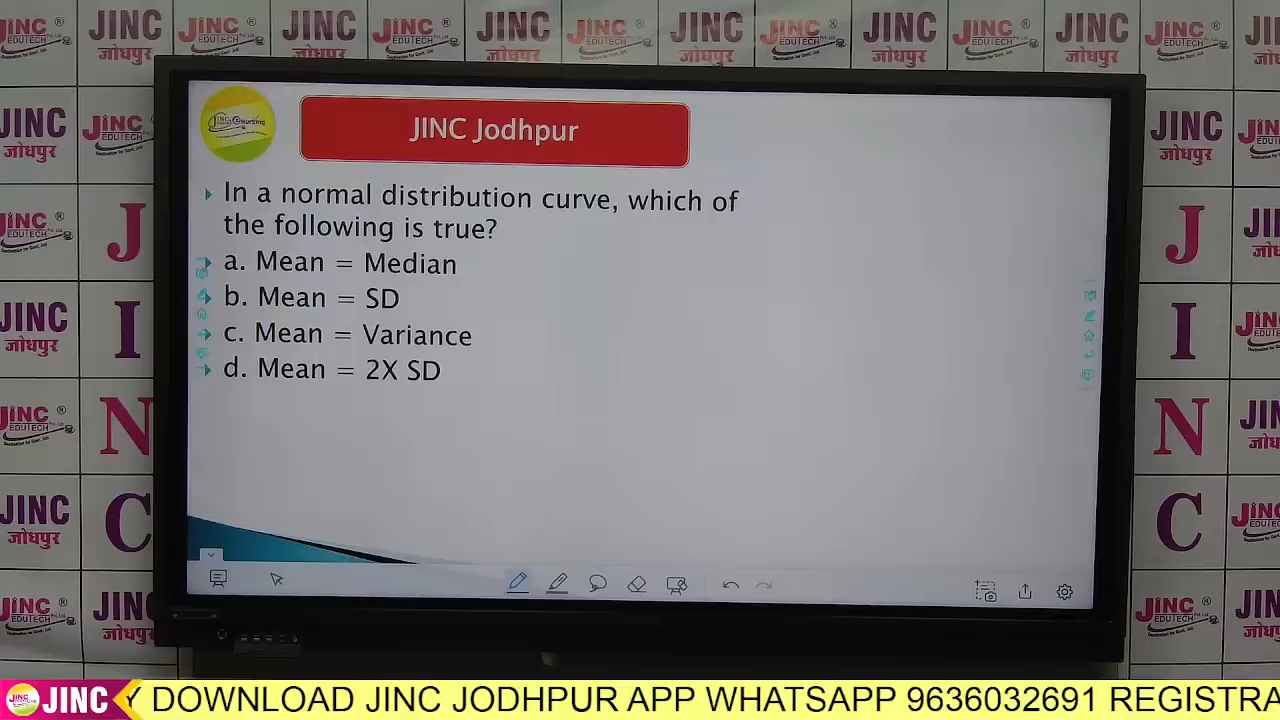 JINC Jodhpur
In a normal distribution curve, which of
the following is true?
a. Mean = Median
b. Mean = SD
c. Mean = Variance
d. Mean = 2X SD
JINC
जोधपुर
JINC
EDUTECH
J
I
N
C
J
I
N
C
JINC
Y DOWNLOAD JINC JODHPUR APP WHATSAPP 9636032691 REGISTRA